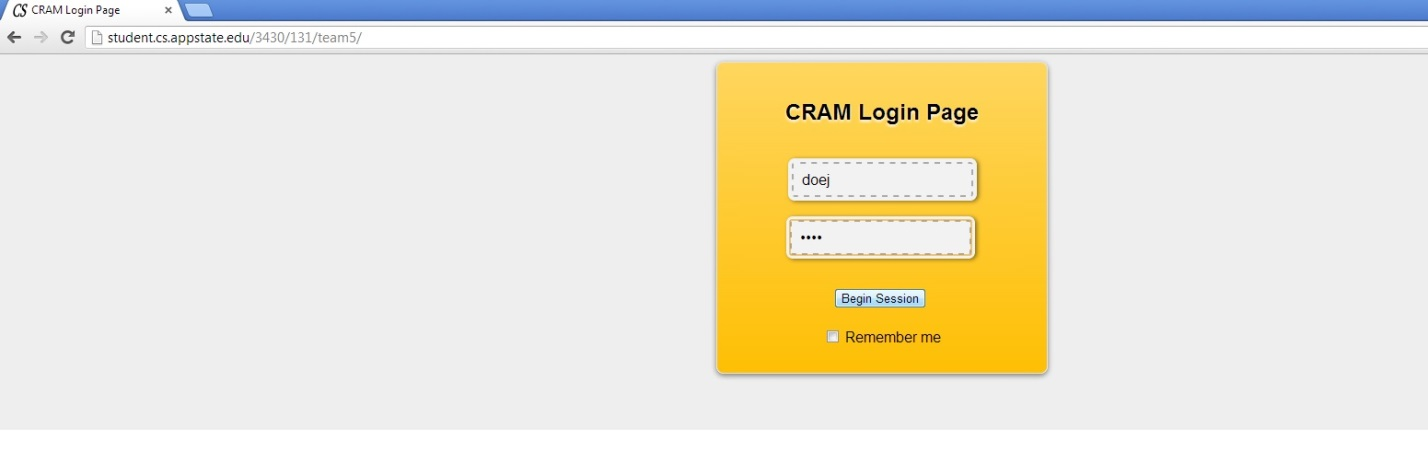 CS CRAM Login Page ×
student.cs.appstate.edu/3430/131/team5/
CRAM Login Page
doej
••••
Begin Session
Remember me